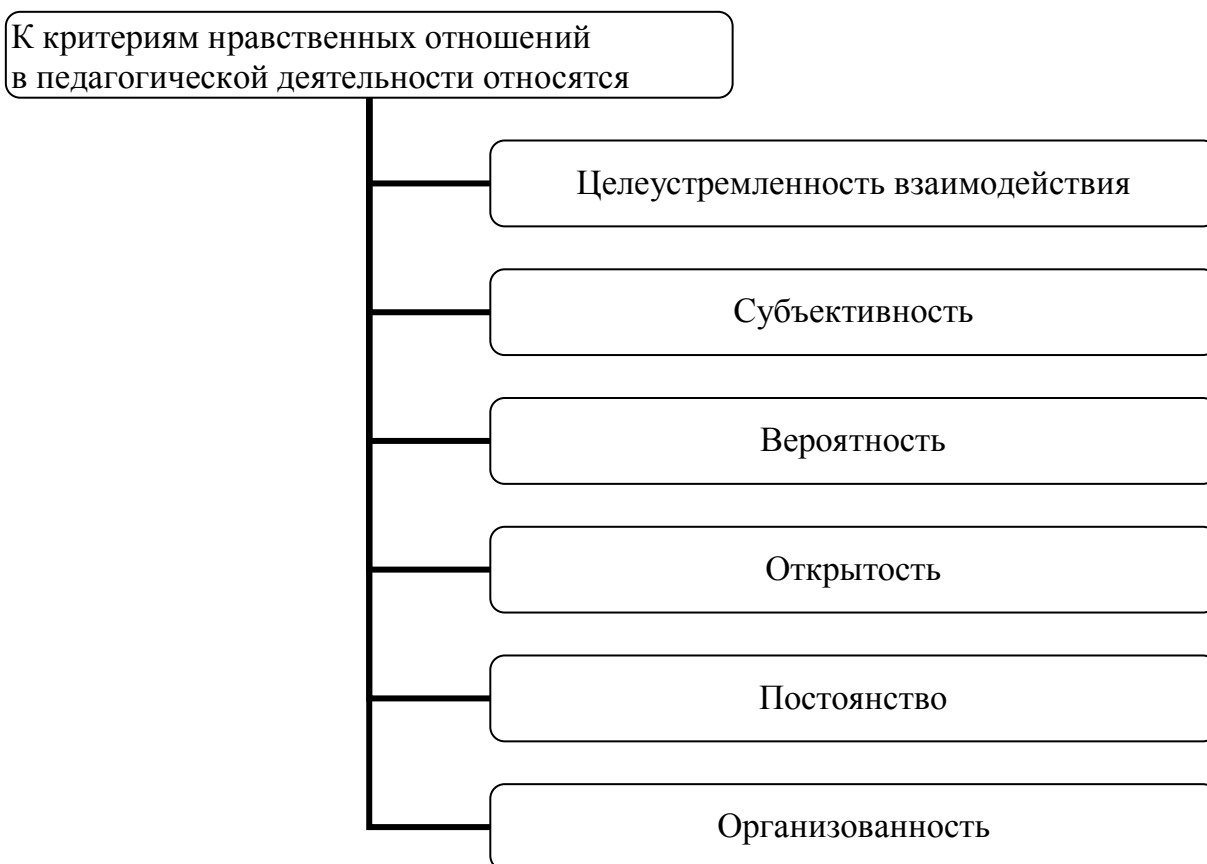 К критериям нравственных отношений
в педагогической деятельности относятся
Целеустремленность взаимодействия
Субъективность
Вероятность
Открытость
Постоянство
Организованность